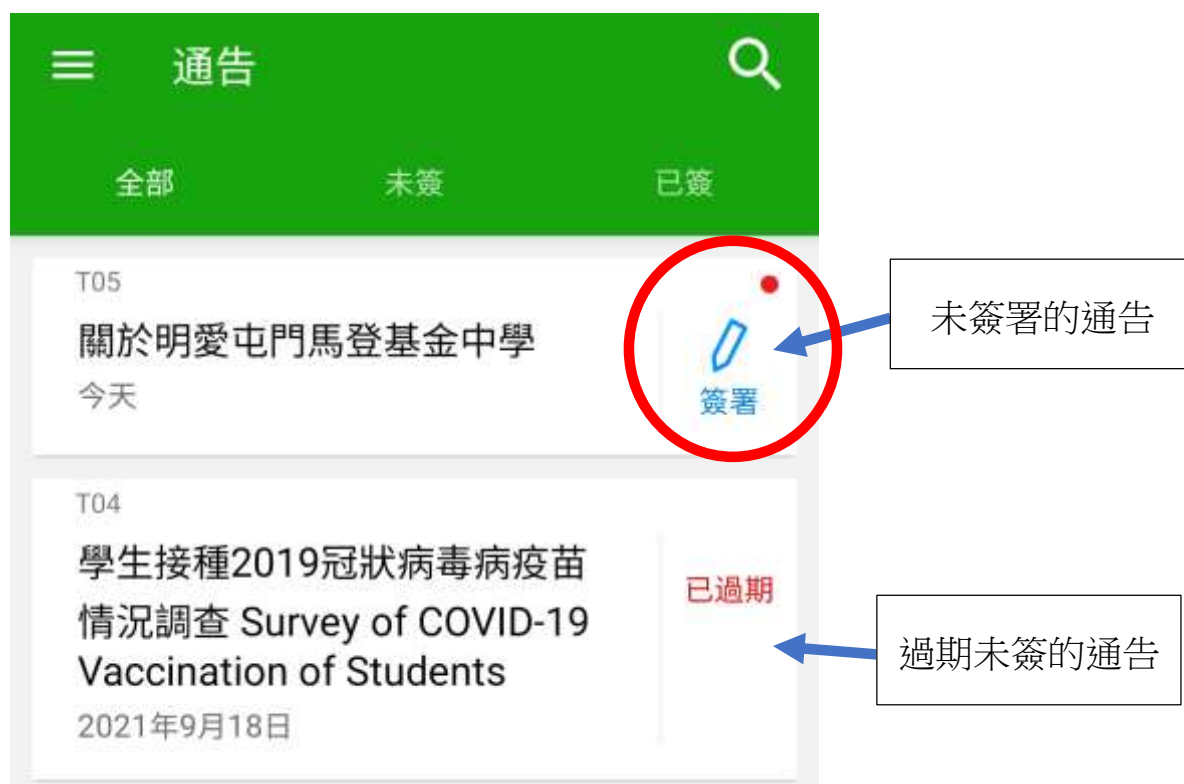 通告
全部 未簽 已簽
T05
關於明愛屯門馬登基金中學
今天
簽署
未簽署的通告
T04
學生接種2019冠狀病毒病疫苗
情況調查 Survey of COVID-19
Vaccination of Students
2021年9月18日
已過期
過期未簽的通告